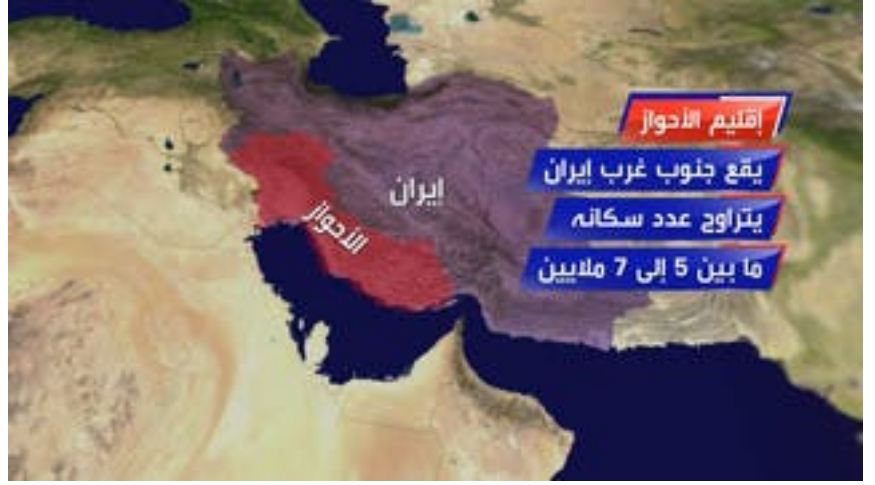 إقليم الأحواز
يقع جنوب غرب إيران
يتراوح عدد سكانه
ما بين 5 إلى 7 ملايين
إيران
الأحواز